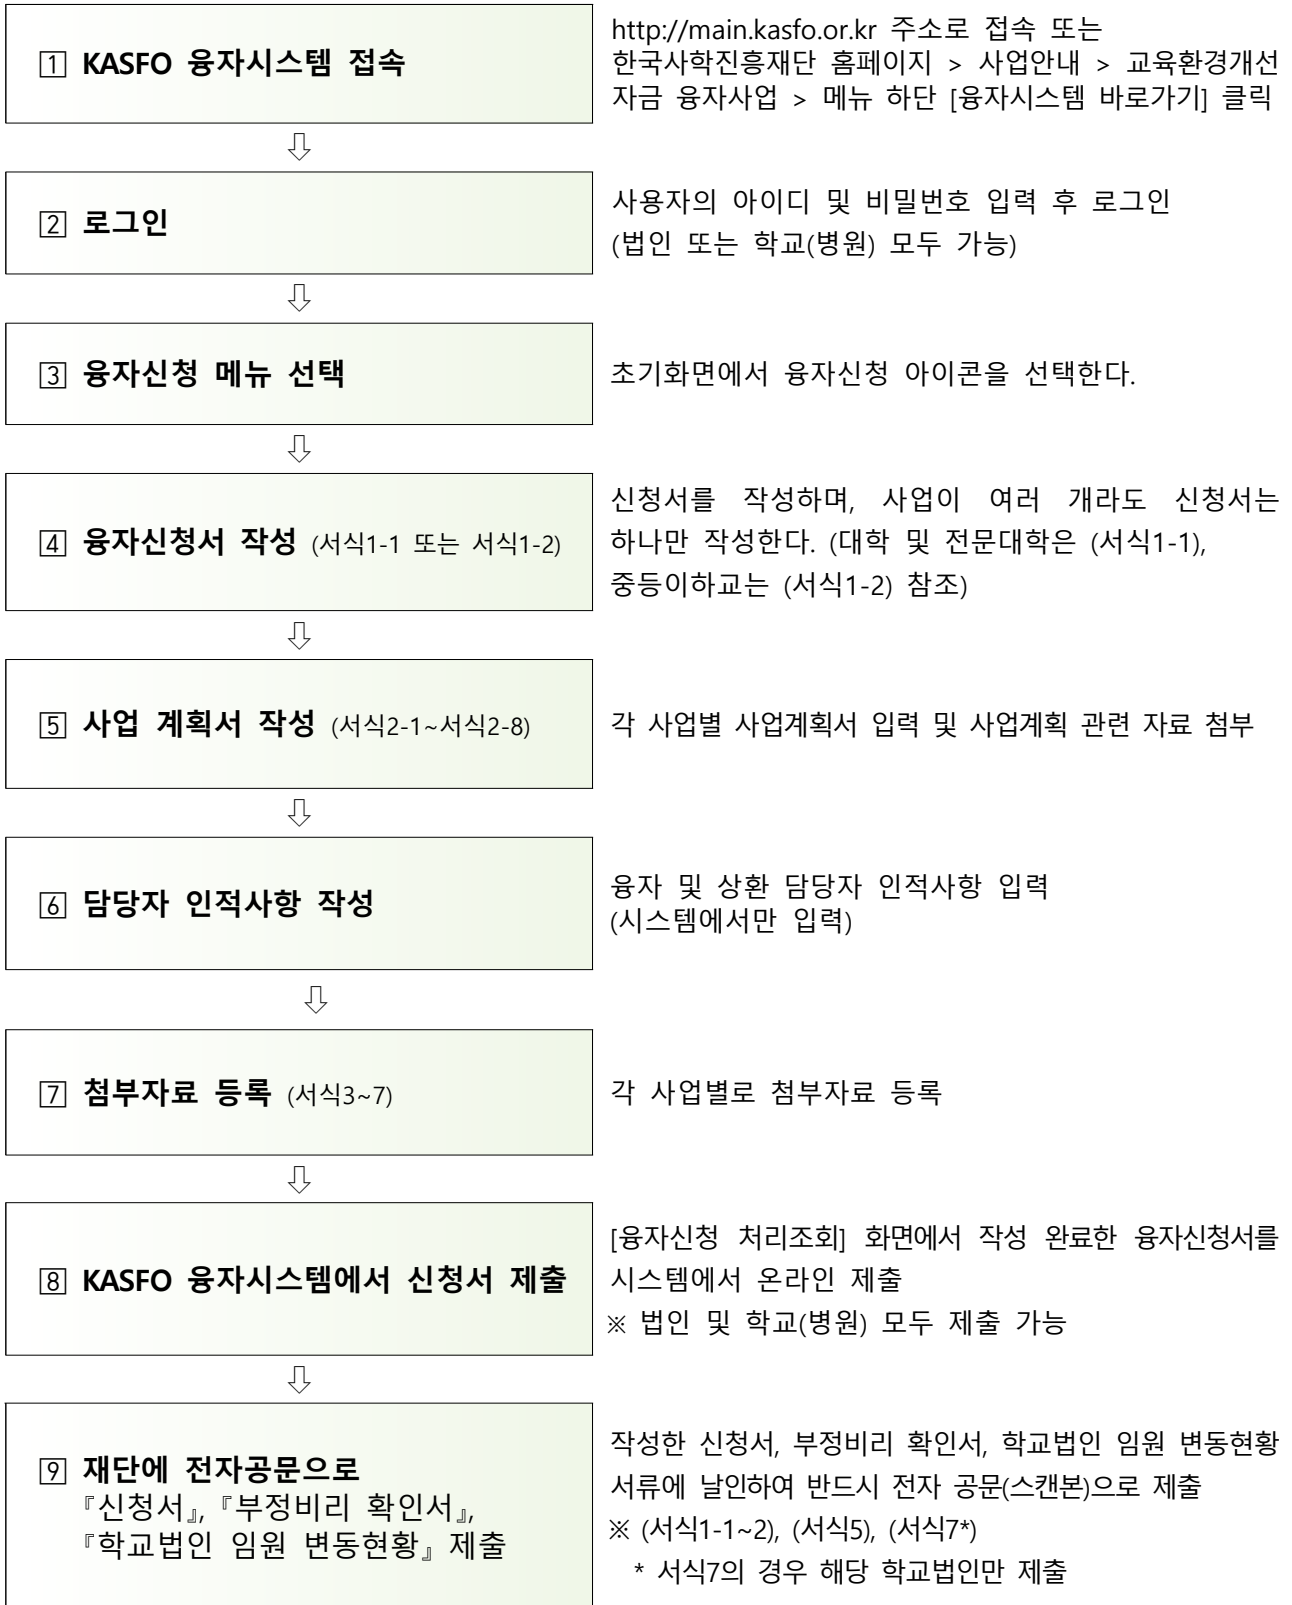 1 KASFO 융자시스템 접속
http://main.kasfo.or.kr 주소로 접속 또는
한국사학진흥재단 홈페이지 > 사업안내 > 교육환경개선
자금 융자사업 > 메뉴 하단 [융자시스템 바로가기] 클릭
⇩
2 로그인
사용자의 아이디 및 비밀번호 입력 후 로그인
(법인 또는 학교(병원) 모두 가능)
⇩
3 융자신청 메뉴 선택
초기화면에서 융자신청 아이콘을 선택한다.
⇩
4 융자신청서 작성 (서식1-1 또는 서식1-2)
신청서를 작성하며, 사업이 여러 개라도 신청서는
하나만 작성한다. (대학 및 전문대학은 (서식1-1),
중등이하교는 (서식1-2) 참조)
⇩
5 사업 계획서 작성 (서식2-1~서식2-8)
각 사업별 사업계획서 입력 및 사업계획 관련 자료 첨부
⇩
6 담당자 인적사항 작성
융자 및 상환 담당자 인적사항 입력
(시스템에서만 입력)
⇩
7 첨부자료 등록 (서식3~7)
각 사업별로 첨부자료 등록
⇩
8 KASFO 융자시스템에서 신청서 제출
[융자신청 처리조회] 화면에서 작성 완료한 융자신청서를
시스템에서 온라인 제출
※ 법인 및 학교(병원) 모두 제출 가능
⇩
9 재단에 전자공문으로
『신청서』, 『부정비리 확인서』,
『학교법인 임원 변동현황』 제출
작성한 신청서, 부정비리 확인서, 학교법인 임원 변동현황
서류에 날인하여 반드시 전자 공문(스캔본)으로 제출
※ (서식1-1~2), (서식5), (서식7*)
* 서식7의 경우 해당 학교법인만 제출